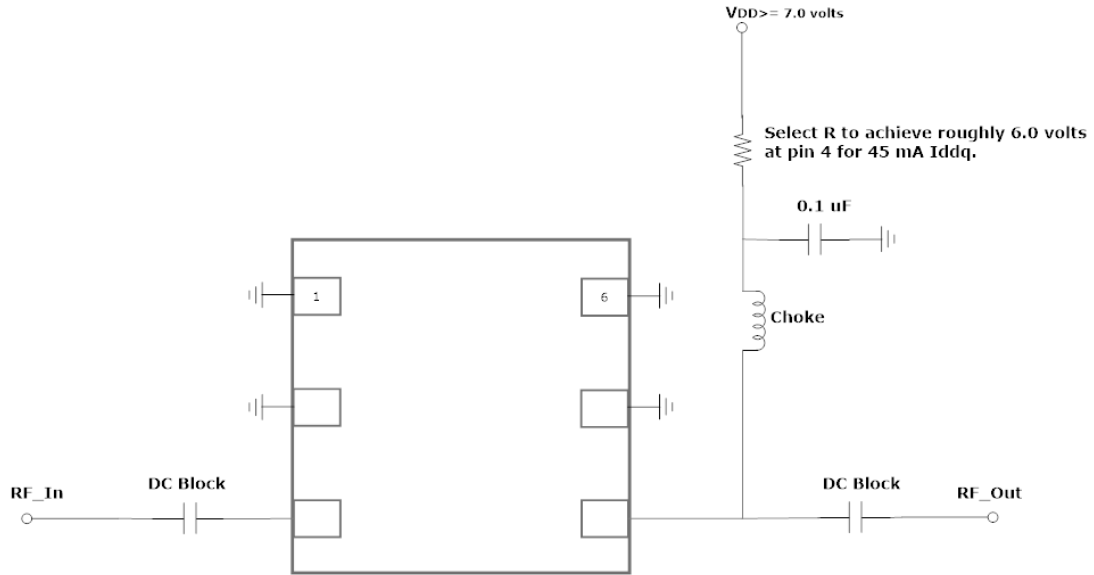 VDD>= 7.0 volts
Select R to achieve roughly 6.0 volts
at pin 4 for 45 mA Iddq.
0.1 uF
1
6
Choke
DC Block
DC Block
RF_In
RF_Out